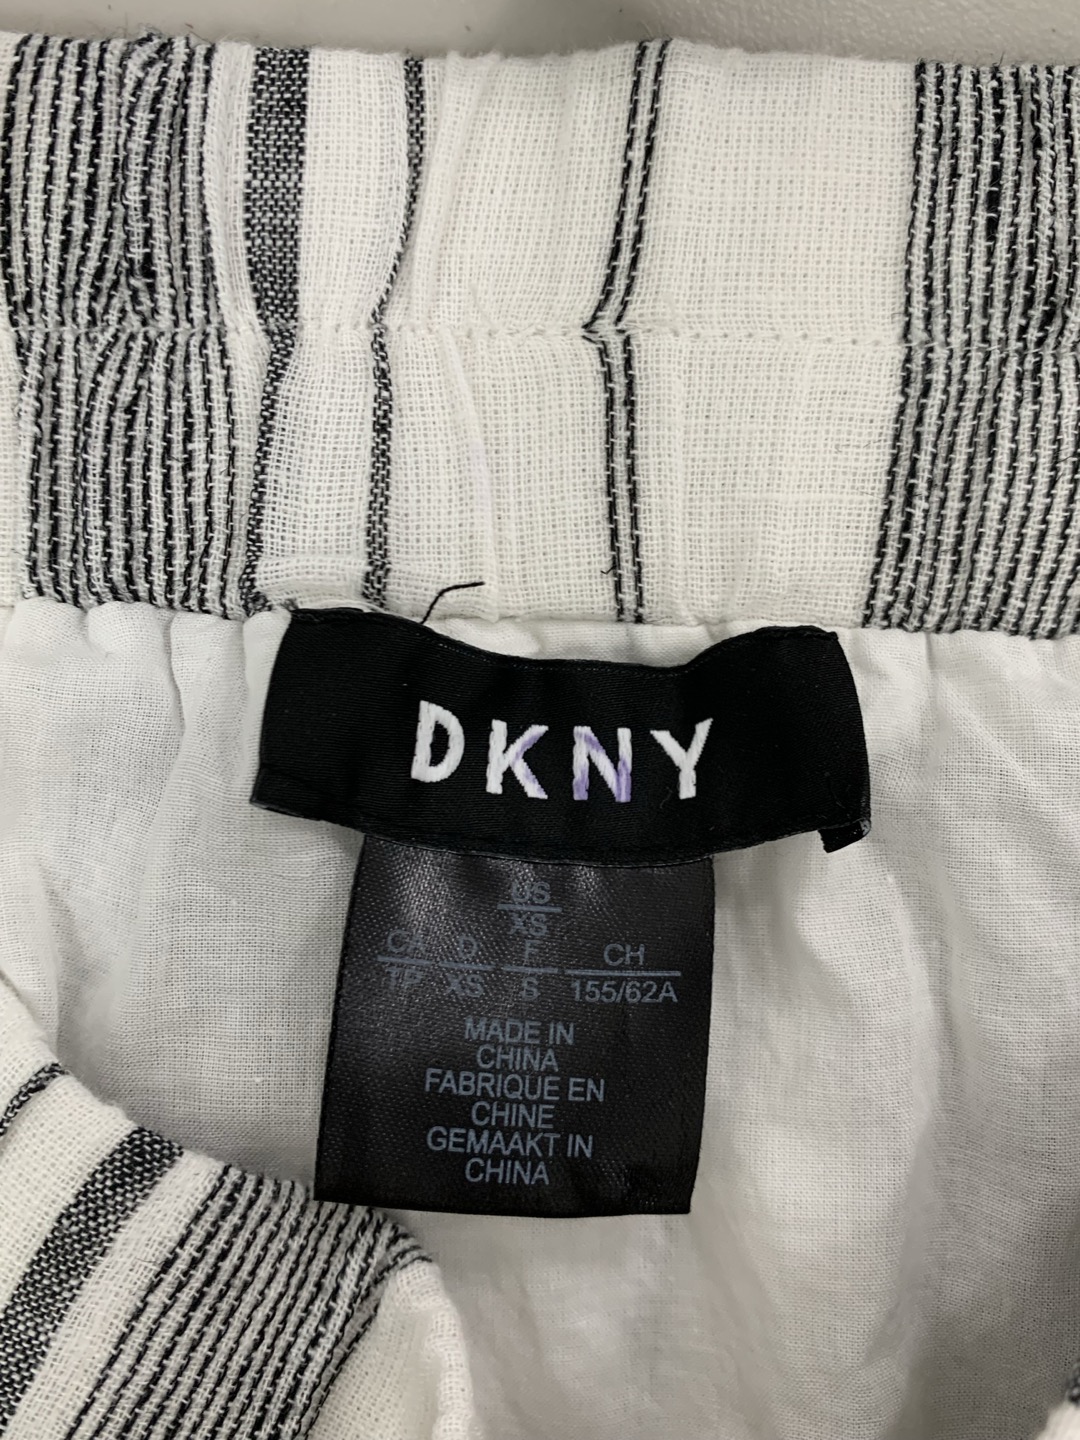 DKNY
US
XS
CA D F CH
TP XS S 155/62A
MADE IN
CHINA
FABRIQUE EN
CHINE
GEMAAKT IN
CHINA